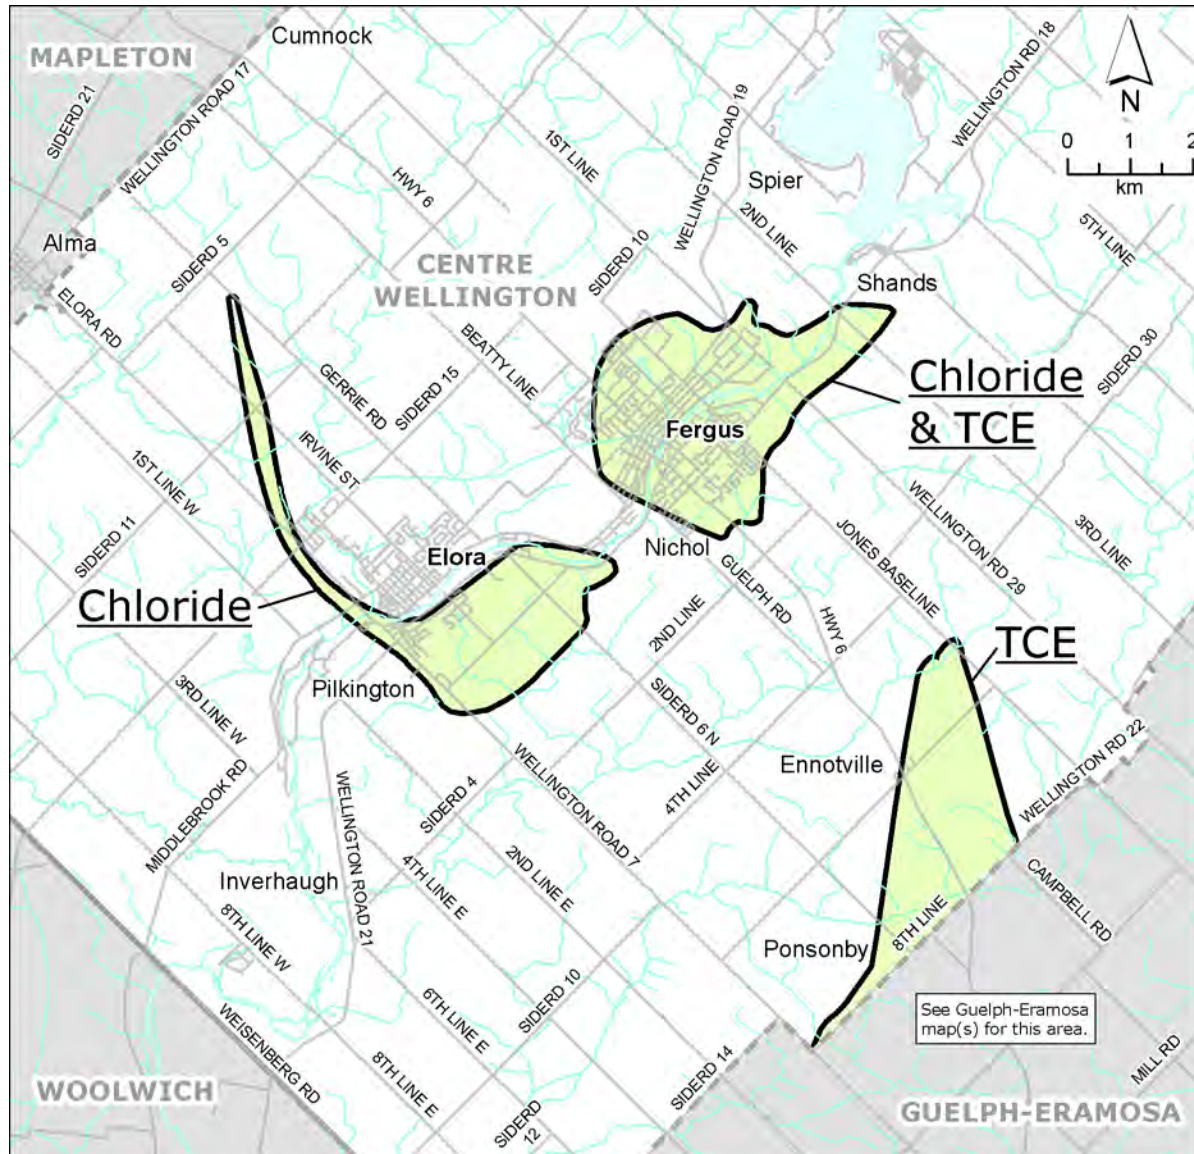 Cumnock
MAPLETON
SIDERD 21
WELLINGTON ROAD 17
HWY 6
1ST LINE
WELLINGTON ROAD 19
WELLINGTON RD 18
N
0 1 2
km
Spier
2ND LINE
5TH LINE
Alma
SIDERD 5
SIDERD 10
CENTRE
WELLINGTON
Shands
ELORA RD
BEATTY LINE
SIDERD 30
GERRIE RD
SIDERD 15
Chloride
& TCE
Fergus
IRVINE ST
1ST LINE W
SIDERD 11
WELLINGTON RD 29
3RD LINE
JONES BASELINE
Nichol
Elora
GUELPH RD
Chloride
2ND LINE
HWY 6
TCE
Pilkington
3RD LINE W
SIDERD 6 N
WELLINGTON RD 22
Ennotville
4TH LINE
MIDDLEBROOK RD
WELLINGTON ROAD 21
SIDERD 4
WELLINGTON ROAD 7
Inverhaugh
4TH LINE E
2ND LINE E
CAMPBELL RD
8TH LINE
8TH LINE W
Ponsonby
SIDERD 10
6TH LINE E
See Guelph-Eramosa
map(s) for this area.
WEISENBERG RD
8TH LINE E
SIDERD 14
MILL RD
WOOLWICH
SIDERD
12
GUELPH-ERAMOSA